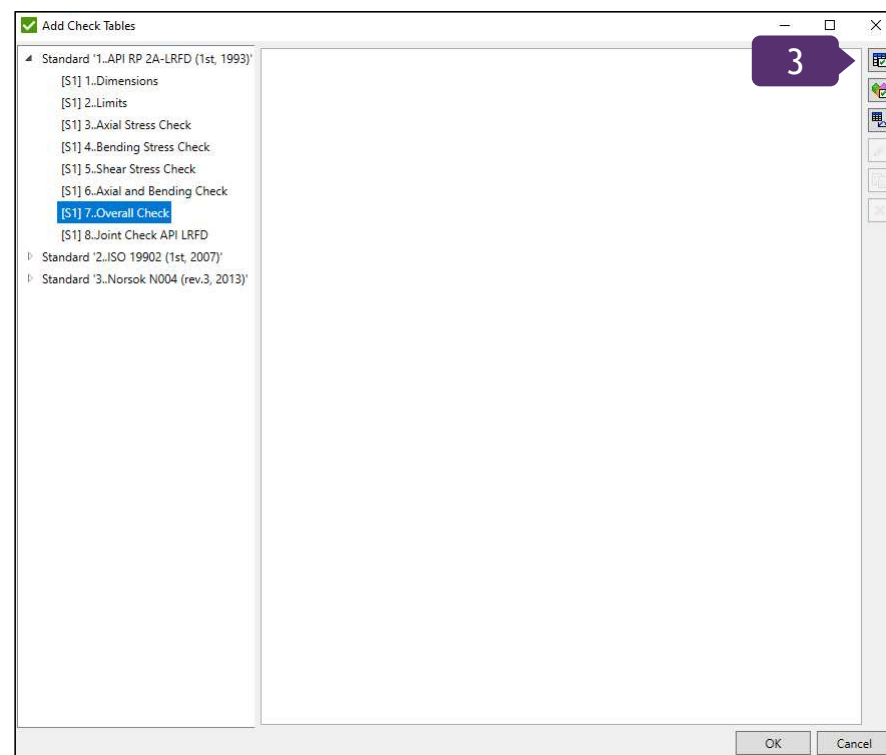 Add Check Tables
Standard '1..API RP 2A-LRFD (1st, 1993)'
[S1] 1..Dimensions
[S1] 2..Limits
[S1] 3..Axial Stress Check
[S1] 4..Bending Stress Check
[S1] 5..Shear Stress Check
[S1] 6..Axial and Bending Check
[S1] 7..Overall Check
[S1] 8..Joint Check API LRFD
Standard '2..ISO 19902 (1st, 2007)'
Standard '3..Norsok N004 (rev.3, 2013)'
3
OK
Cancel